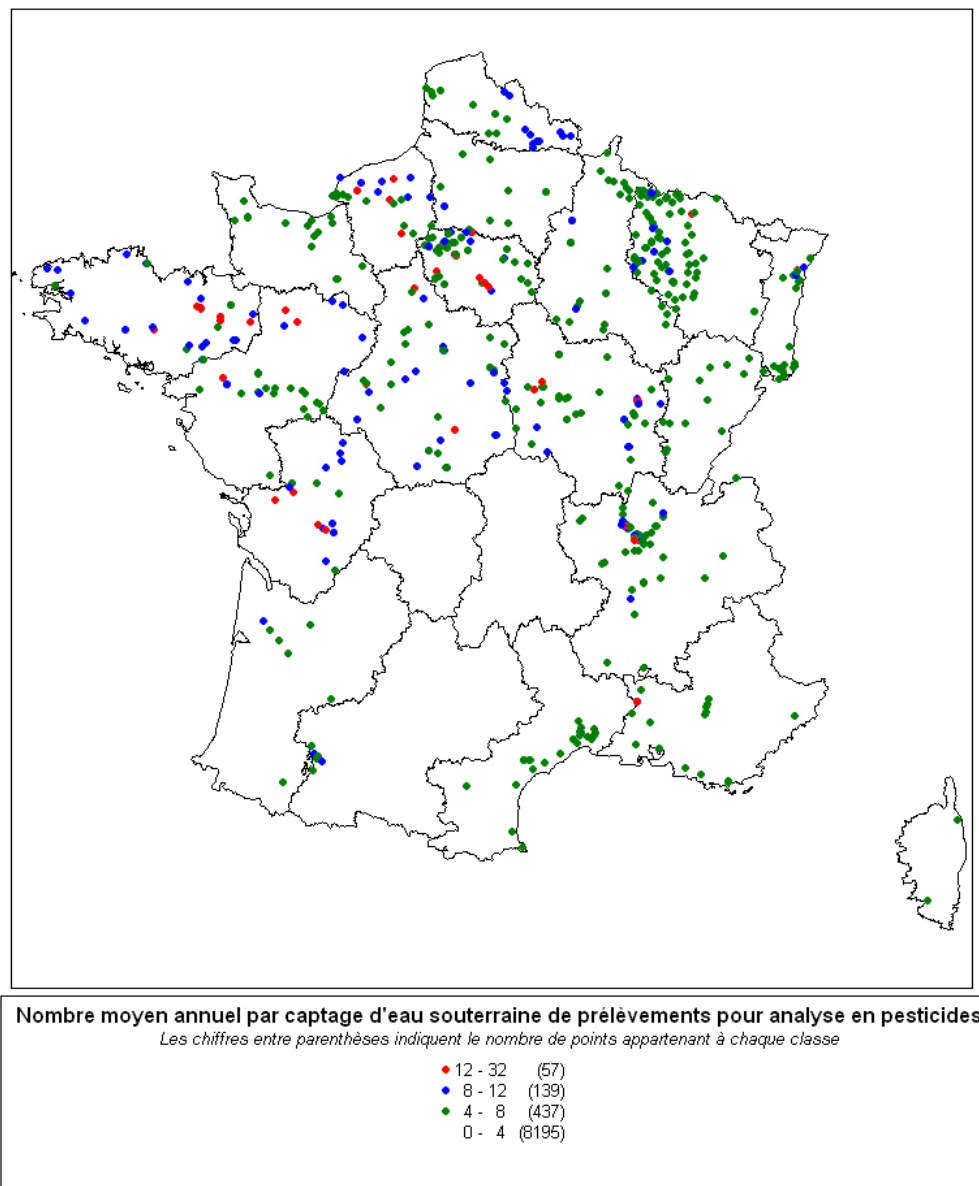 Nombre moyen annuel par captage d'eau souterraine de prélèvements pour analyse en pesticides
Les chiffres entre parenthèses indiquent le nombre de points appartenant à chaque classe
12 - 32 (57)
8 - 12 (139)
4 - 8 (437)
0 - 4 (8195)